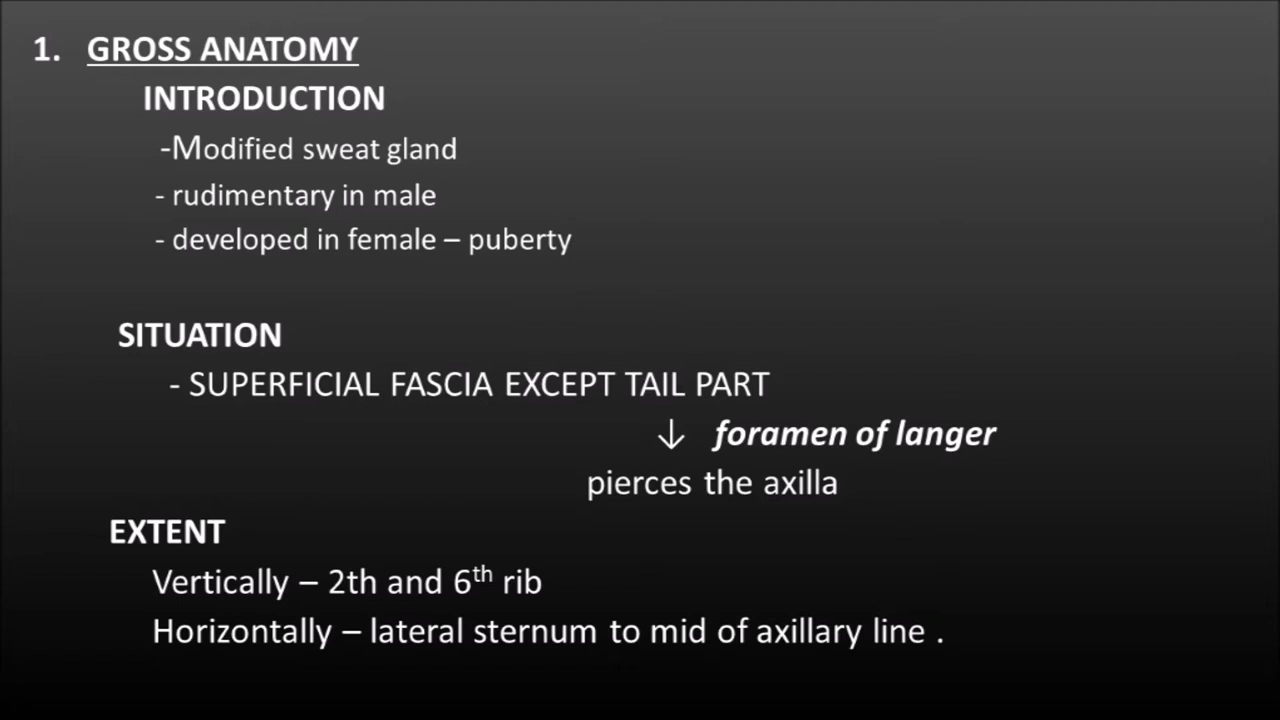 1. GROSS ANATOMY
INTRODUCTION
-Modified sweat gland
- rudimentary in male
- developed in female – puberty
SITUATION
- SUPERFICIAL FASCIA EXCEPT TAIL PART
↓ foramen of langer
pierces the axilla
EXTENT
Vertically – 2th and 6th rib
Horizontally – lateral sternum to mid of axillary line .